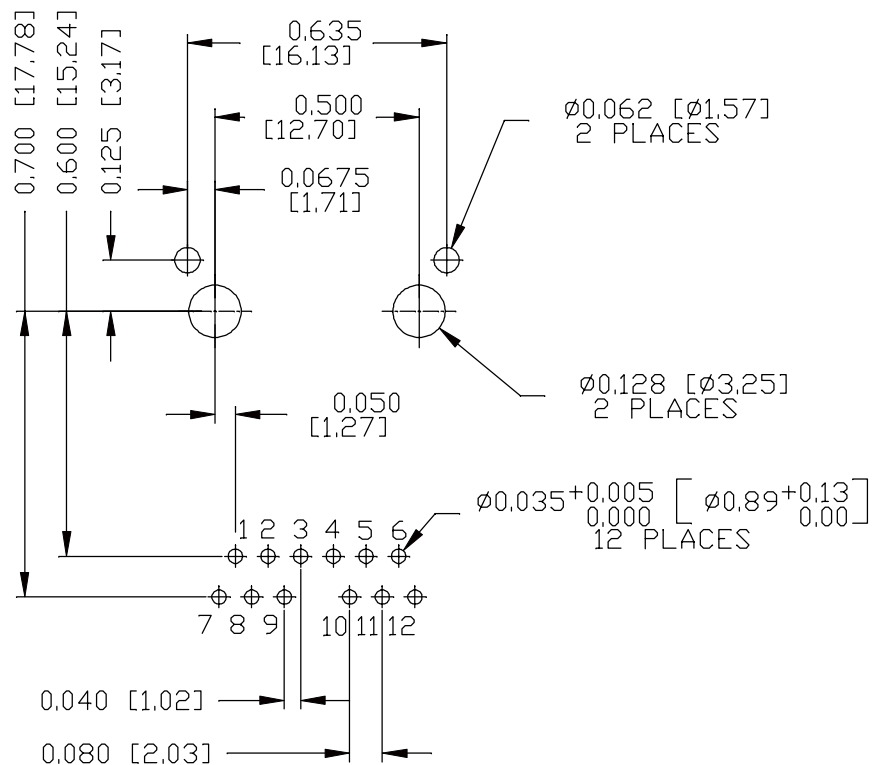 0.700 [17.78]
0.600 [15.24]
0.125 [3.17]
0.635
[16.13]
0.500
[12.70]
0.0675
[1.71]
Ø0.062 [Ø1.57]
2 PLACES
Ø0.128 [Ø3.25]
2 PLACES
0.050
[1.27]
Ø0.035+0.005 [Ø0.89+0.13]
0.000 0.00
12 PLACES
1 2 3 4 5 6
7 8 9 10 11 12
0.040 [1.02]
0.080 [2.03]